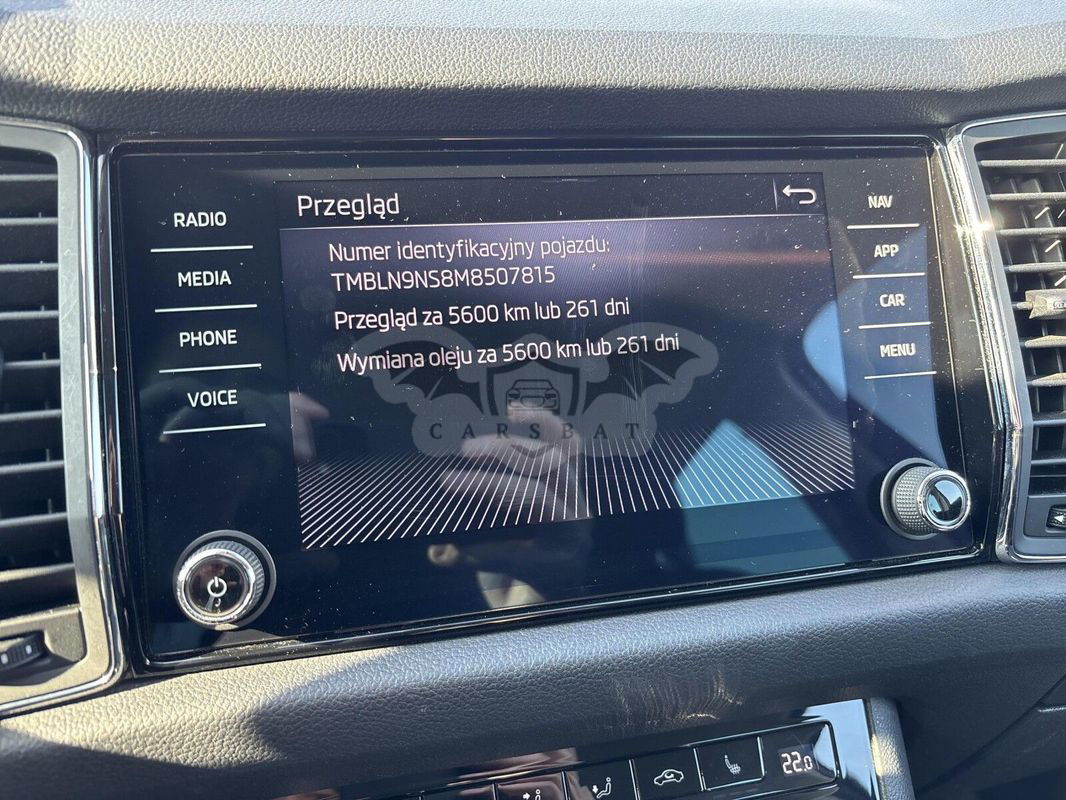 RADIO
MEDIA
PHONE
VOICE
Przegląd
Numer identyfikacyjny pojazdu:
TMBLN9NS8M8507815
Przegląd za 5600 km lub 261 dni
Wymiana oleju za 5600 km lub 261 dni
CARSBAT
NAV
APP
CAR
MENU
22.0